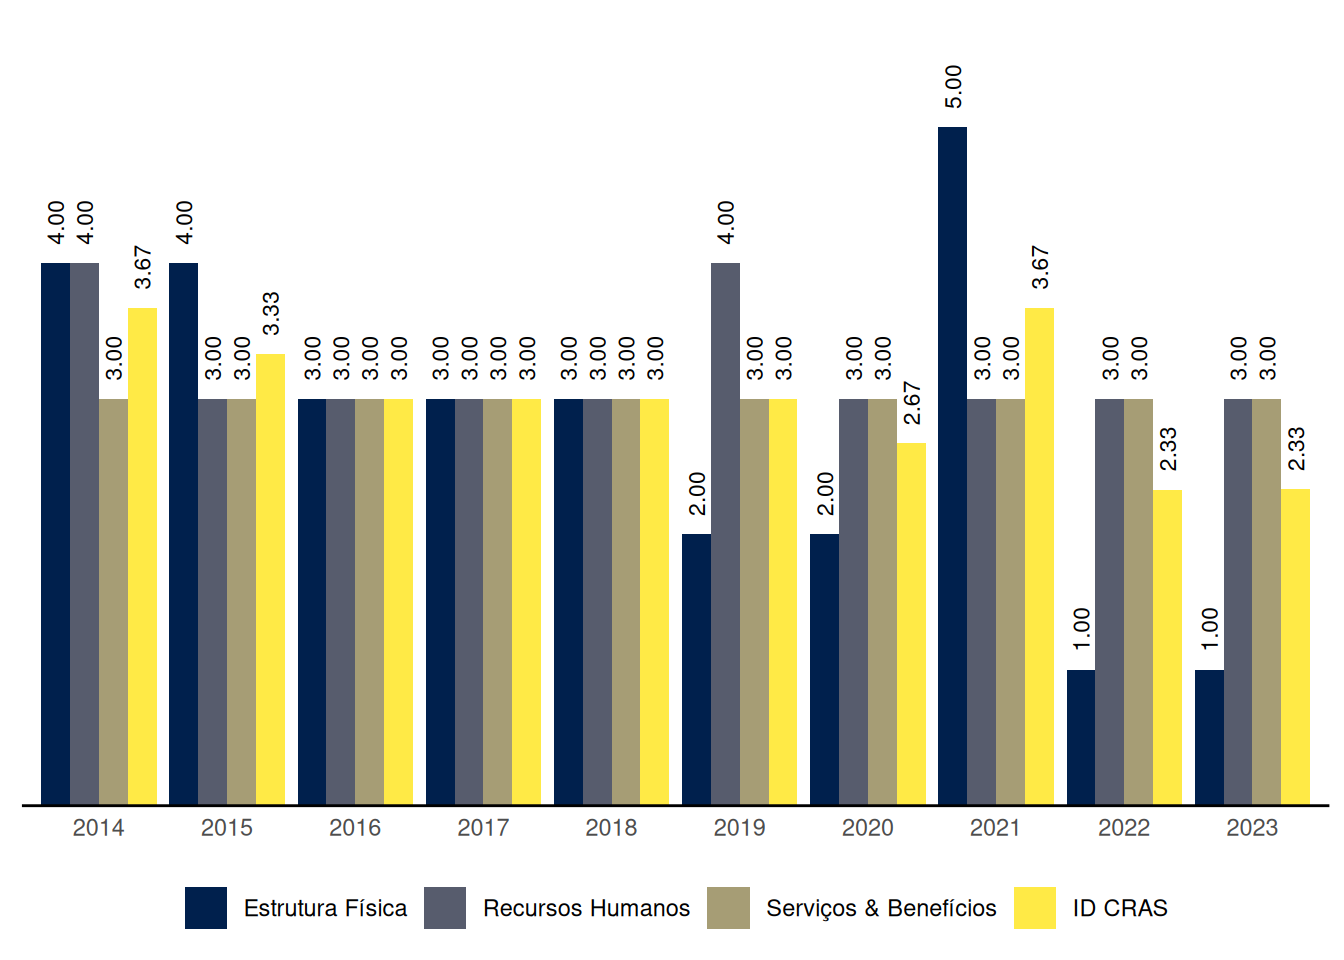 4.00 4.00 3.00 3.67 4.00 3.00 3.00 3.33 3.00 3.00 3.00 3.00 3.00 3.00 3.00 3.00 3.00 3.00 3.00 3.00 2.00 4.00 3.00 3.00 2.00 3.00 3.00 2.67 5.00 3.00 3.00 3.67 1.00 3.00 3.00 2.33 1.00 3.00 3.00 2.33
2014 2015 2016 2017 2018 2019 2020 2021 2022 2023
Estrutura Física Recursos Humanos Serviços & Benefícios ID CRAS